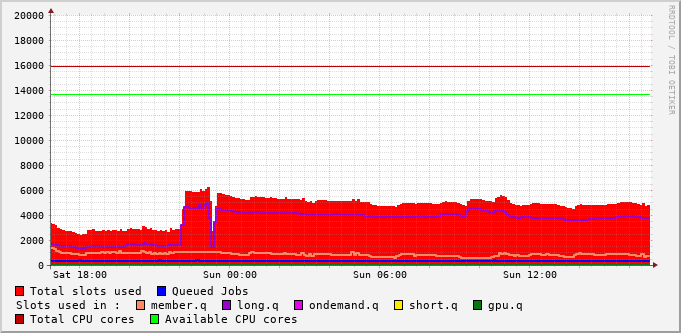 20000
18000
16000
14000
12000
10000
8000
6000
4000
2000
0
Sat 18:00 Sun 00:00 Sun 06:00 Sun 12:00
Total slots used Queued Jobs
Slots used in : member.q long.q ondemand.q short.q gpu.q
Total CPU cores Available CPU cores
RRDTOOL / TOBI OETIKER